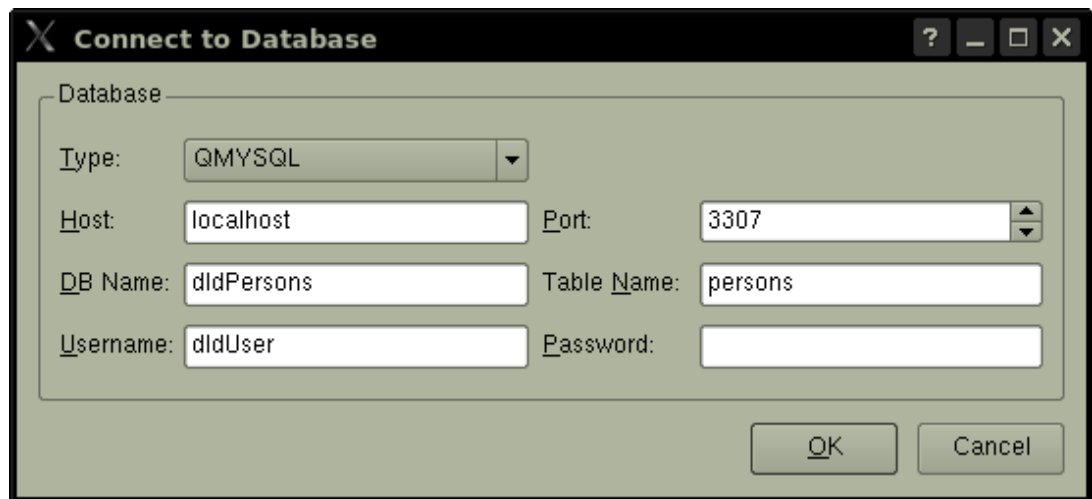 Connect to Database
Database
Type: QMYSQL
Host: localhost Port: 3307
DB Name: dldPersons Table Name: persons
Username: dldUser Password:
OK Cancel